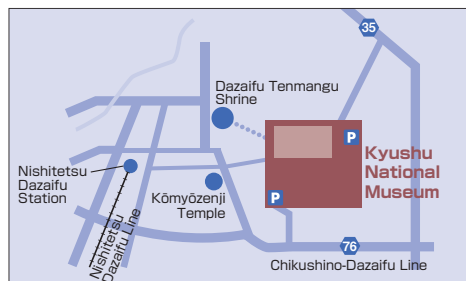 35
Dazaifu Tenmangu
Shrine
P
Kyushu
National
Museum
Nishitetsu
Dazaifu
Station
Kōmyōzenji
Temple
P
Nishitetsu
Dazaifu Line
76
Chikushino-Dazaifu Line